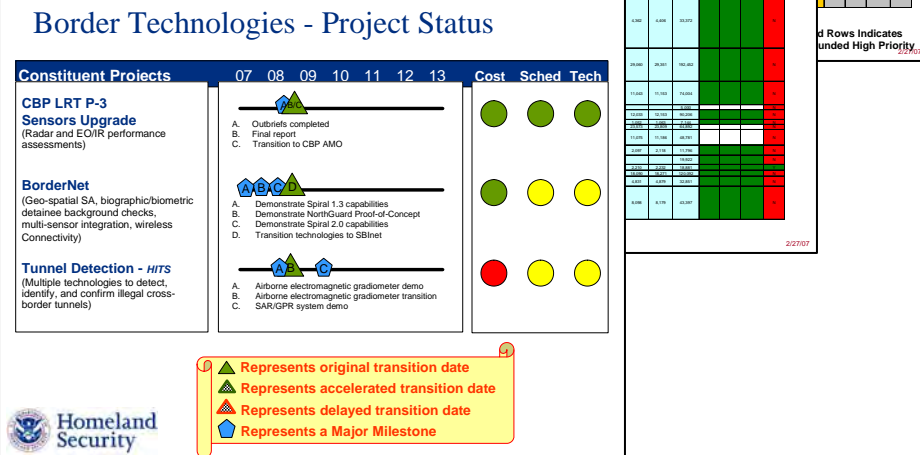 Border Technologies - Project Status
Constituent Projects 07 08 09 10 11 12 13 Cost Sched Tech
CBP LRT P-3
Sensors Upgrade
(Radar and EO/IR performance
assessments)
A. Outbriefs completed
B. Final report
C. Transition to CBP AMO
BorderNet
(Geo-spatial SA, biographic/biometric
detainee background checks,
multi-sensor integration, wireless
Connectivity)
A B C D
A. Demonstrate Spiral 1.3 capabilities
B. Demonstrate NorthGuard Proof-of-Concept
C. Demonstrate Spiral 2.0 capabilities
D. Transition technologies to SBInet
Tunnel Detection - HITS
(Multiple technologies to detect,
identify, and confirm illegal cross-
border tunnels)
A B C
A. Airborne electromagnetic gradiometer demo
B. Airborne electromagnetic gradiometer transition
C. SAR/GPR system demo
Represents original transition date
Represents accelerated transition date
Represents delayed transition date
Represents a Major Milestone
Homeland
Security
d Rows Indicates
unded High Priority
2/27/07
2/27/07